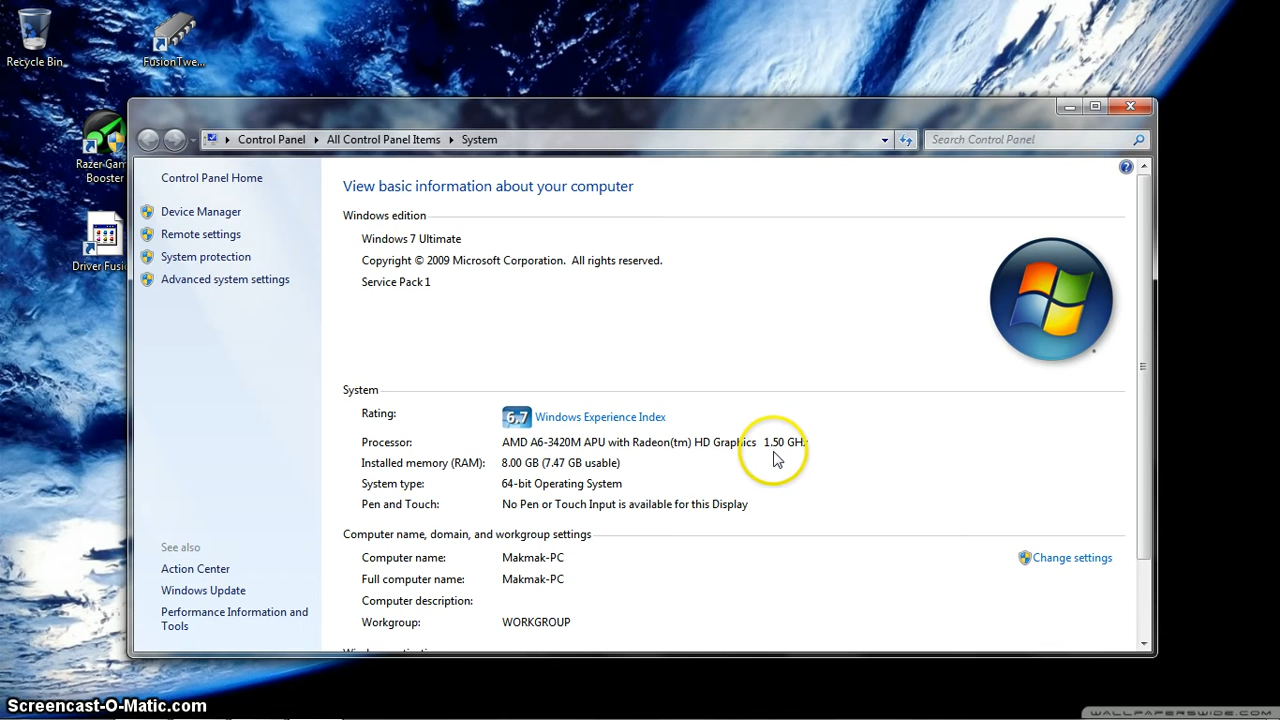 Recycle Bin
FusionTwe...
Razer Gam
Booster
Driver Fusi
Control Panel
All Control Panel Items
System
Search Control Panel
Control Panel Home
Device Manager
Remote settings
System protection
Advanced system settings
See also
Action Center
Windows Update
Performance Information and
Tools
View basic information about your computer
Windows edition
Windows 7 Ultimate
Copyright © 2009 Microsoft Corporation. All rights reserved.
Service Pack 1
System
Rating:
6.7 Windows Experience Index
Processor: AMD A6-3420M APU with Radeon(tm) HD Graphics 1.50 GHz
Installed memory (RAM): 8.00 GB (7.47 GB usable)
System type: 64-bit Operating System
Pen and Touch: No Pen or Touch Input is available for this Display
Computer name, domain, and workgroup settings
Computer name: Makmak-PC
Change settings
Full computer name: Makmak-PC
Computer description:
Workgroup: WORKGROUP
Screencast-O-Matic.com
WALLPAPERSWIDE.COM